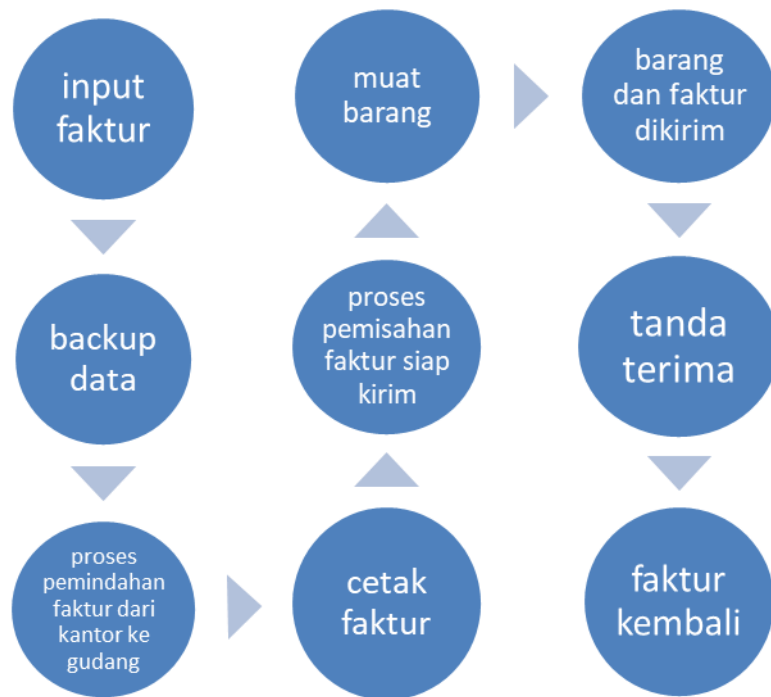 input
faktur
backup
data
proses
pemindahan
faktur dari
kantor ke
gudang
cetak
faktur
proses
pemisahan
faktur siap
kirim
muat
barang
barang
dan faktur
dikirim
tanda
terima
faktur
kembali